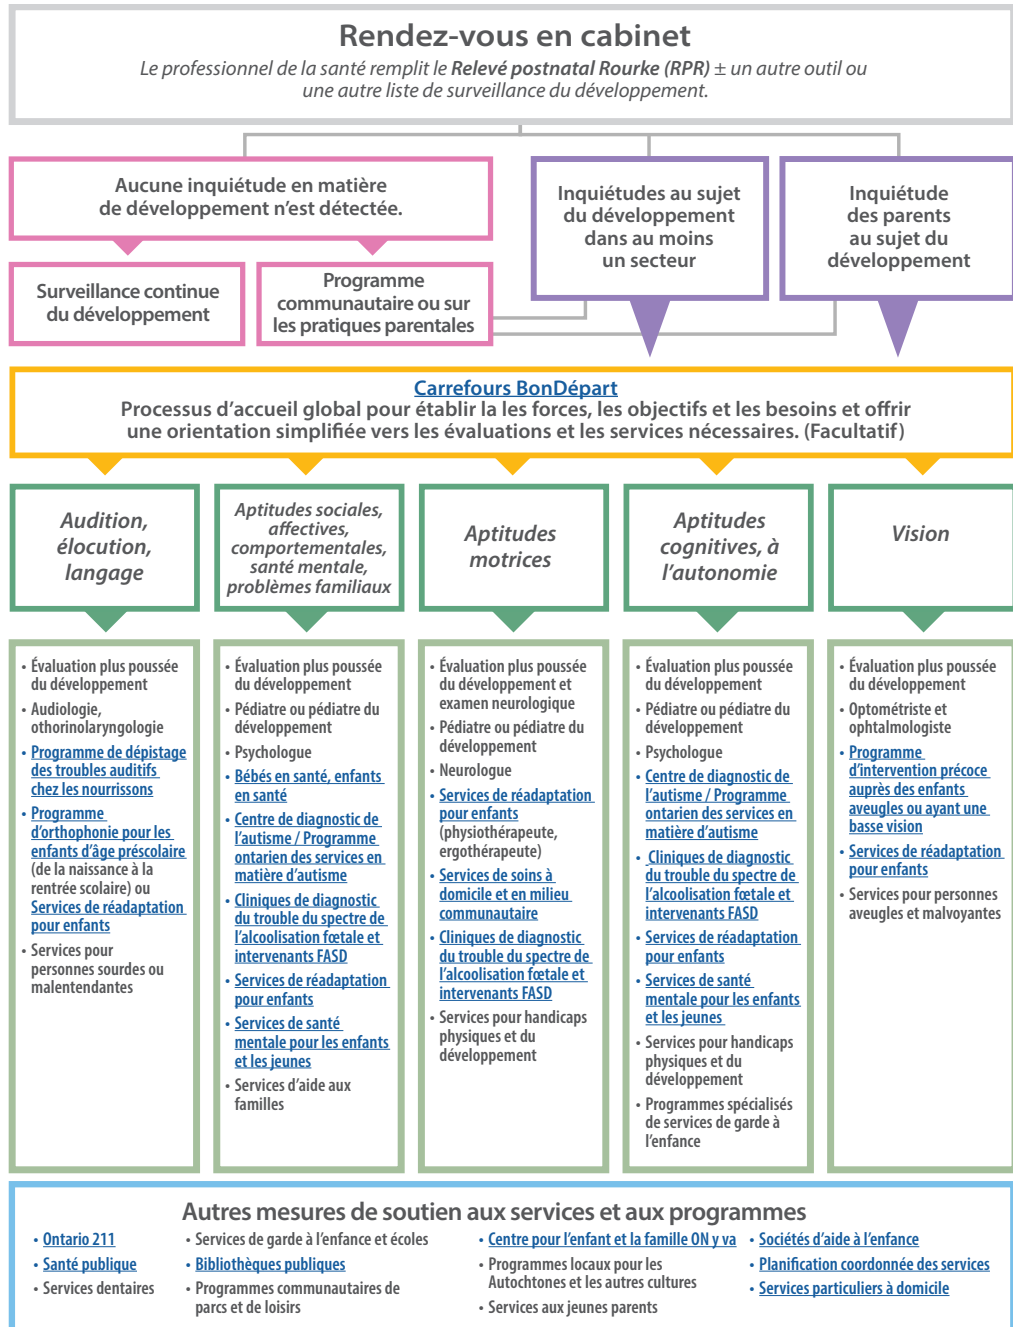 Rendez-vous en cabinet
Le professionnel de la santé remplit le Relevé postnatal Rourke (RPR) ± un autre outil ou
une autre liste de surveillance du développement.
Aucune inquiétude en matière
de développement n'est détectée.
Surveillance continue
du développement
Programme
communautaire ou sur
les pratiques parentales
Inquiétudes au sujet
du développement
dans au moins
un secteur
Inquiétude
des parents
au sujet du
développement
Carrefours BonDépart
Processus d'accueil global pour établir la les forces, les objectifs et les besoins et offrir
une orientation simplifiée vers les évaluations et les services nécessaires. (Facultatif)
Audition,
élocution,
langage
Aptitudes sociales,
affectives,
comportementales,
santé mentale,
problèmes familiaux
Aptitudes
motrices
Aptitudes
cognitives, à
l'autonomie
Vision
• Évaluation plus poussée
du développement
• Audiologie,
othorinolaryngologie
• Programme de dépistage
des troubles auditifs
chez les nourrissons
• Programme
d'orthophonie pour les
enfants d'âge préscolaire
(de la naissance à la
rentrée scolaire) ou
Services de réadaptation
pour enfants
• Services pour
personnes sourdes ou
malentendantes
• Évaluation plus poussée
du développement
• Pédiatre ou pédiatre du
développement
• Psychologue
• Bébés en santé, enfants
en santé
• Centre de diagnostic de
l'autisme / Programme
ontarien des services en
matière d'autisme
• Cliniques de diagnostic
du trouble du spectre de
l'alcoolisation fœtale et
intervenants FASD
• Services de réadaptation
pour enfants
• Services de santé
mentale pour les enfants
et les jeunes
• Services d'aide aux
familles
• Évaluation plus poussée
du développement et
examen neurologique
• Pédiatre ou pédiatre du
développement
• Neurologue
• Services de réadaptation
pour enfants
(physiothérapeute,
ergothérapeute)
• Services de soins à
domicile et en milieu
communautaire
• Cliniques de diagnostic
du trouble du spectre de
l'alcoolisation fœtale et
intervenants FASD
• Services pour handicaps
physiques et du
développement
• Évaluation plus poussée
du développement
• Pédiatre ou pédiatre du
développement
• Psychologue
• Centre de diagnostic de
l'autisme / Programme
ontarien des services en
matière d'autisme
• Cliniques de diagnostic
du trouble du spectre de
l'alcoolisation fœtale et
intervenants FASD
• Services de réadaptation
pour enfants
• Services de santé
mentale pour les enfants
et les jeunes
• Services pour handicaps
physiques et du
développement
• Programmes spécialisés
de services de garde à
l'enfance
• Évaluation plus poussée
du développement
• Optométriste et
ophtalmologiste
• Programme
d'intervention précoce
auprès des enfants
aveugles ou ayant une
basse vision
• Services de réadaptation
pour enfants
• Services pour personnes
aveugles et malvoyantes
Autres mesures de soutien aux services et aux programmes
• Ontario 211
• Santé publique
• Services dentaires
• Services de garde à l'enfance et écoles
• Bibliothèques publiques
• Programmes communautaires de
parcs et de loisirs
• Centre pour l'enfant et la famille ON y va
• Programmes locaux pour les
Autochtones et les autres cultures
• Services aux jeunes parents
• Sociétés d'aide à l'enfance
• Planification coordonnée des services
• Services particuliers à domicile